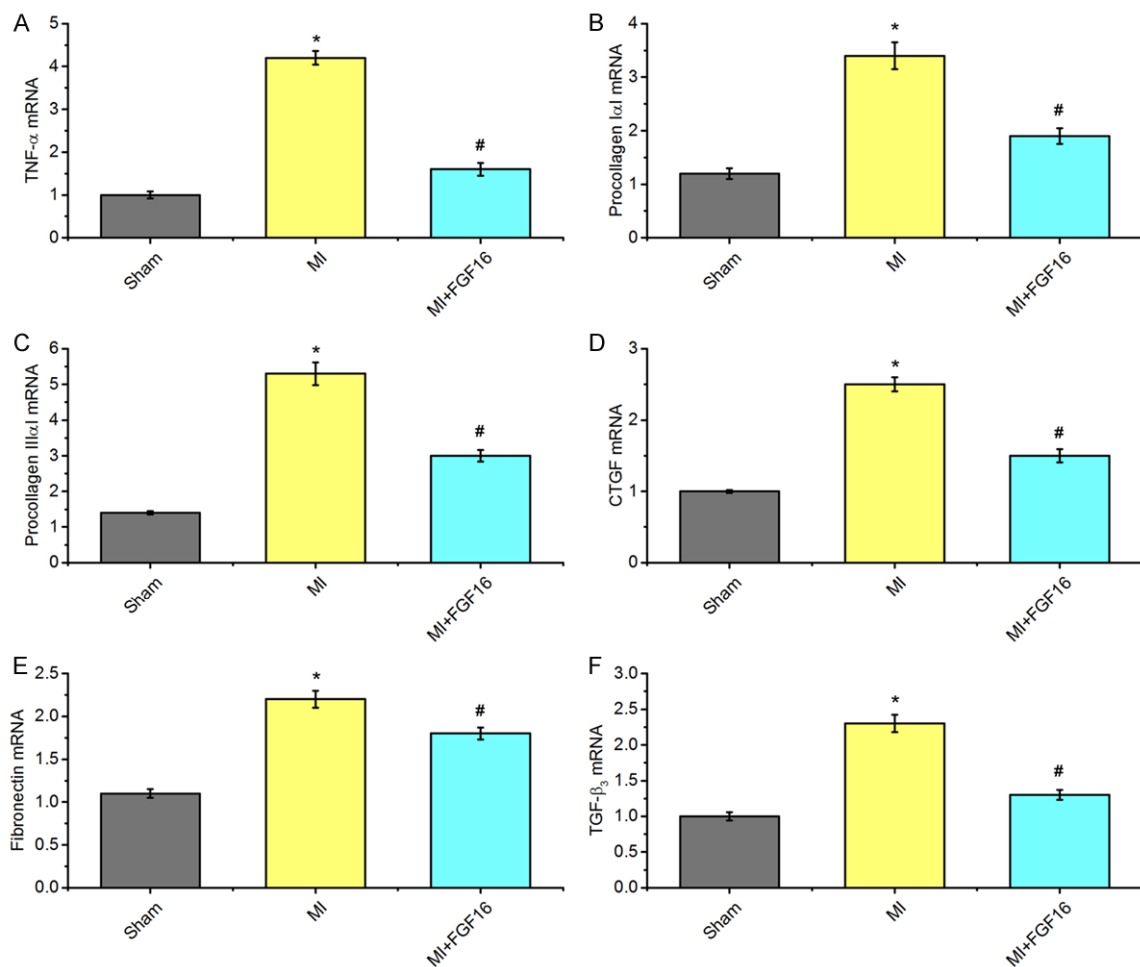 A
TNF-α mRNA
5
4
3
2
1
0
*
#
Sham
MI
MI+FGF16
B
Procollagen IαI mRNA
4
3
2
1
0
*
#
Sham
MI
MI+FGF16
C
Procollagen IIIαI mRNA
6
5
4
3
2
1
0
*
#
Sham
MI
MI+FGF16
D
CTGF mRNA
3
2
1
0
*
#
Sham
MI
MI+FGF16
E
Fibronectin mRNA
2.5
2.0
1.5
1.0
0.5
0.0
*
#
Sham
MI
MI+FGF16
F
TGF-β₃ mRNA
3.0
2.5
2.0
1.5
1.0
0.5
0.0
*
#
Sham
MI
MI+FGF16